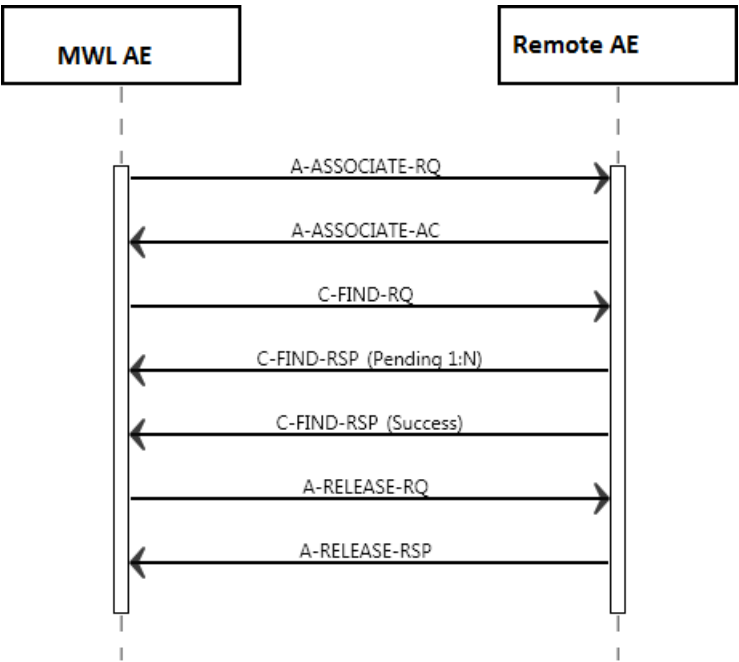 MWL AE
Remote AE
A-ASSOCIATE-RQ
A-ASSOCIATE-AC
C-FIND-RQ
C-FIND-RSP (Pending 1:N)
C-FIND-RSP (Success)
A-RELEASE-RQ
A-RELEASE-RSP